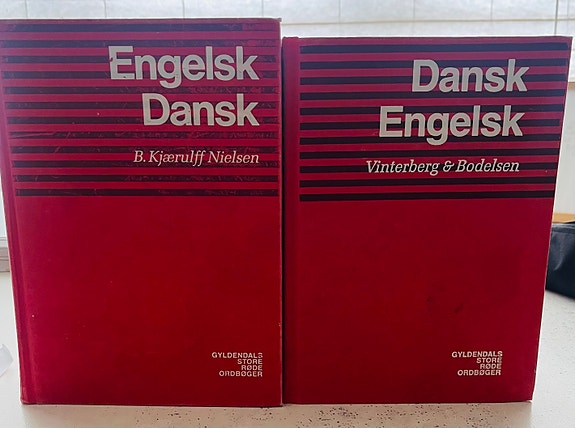 Engelsk
Dansk
B. Kjærulff Nielsen
GYLDENDALS
STORE
RØDE
ORDBØGER
Dansk
Engelsk
Vinterberg & Bodelsen
GYLDENDALS
STORE
RØDE
ORDBØGER